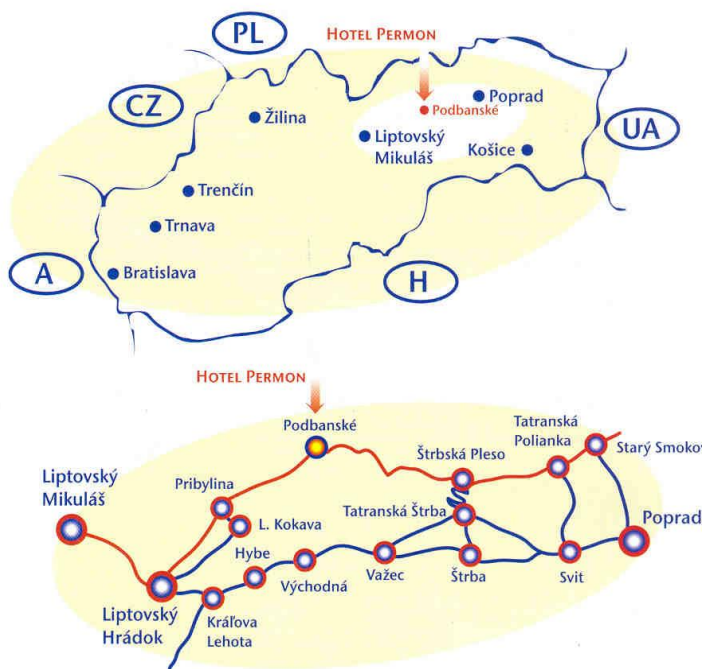 PL
HOTEL PERMON
CZ
Žilina
Poprad
Podbanské
UA
Liptovský
Mikuláš
Košice
Trenčín
Trnava
A
Bratislava
H
HOTEL PERMON
Podbanské
Tatranská
Polianka
Starý Smokov
Štrbská Pleso
Liptovský
Mikuláš
Pribylina
Tatranská Štrba
L. Kokava
Poprad
Hybe
Východná
Važec
Štrba
Svit
Liptovský
Hrádok
Kráľova
Lehota